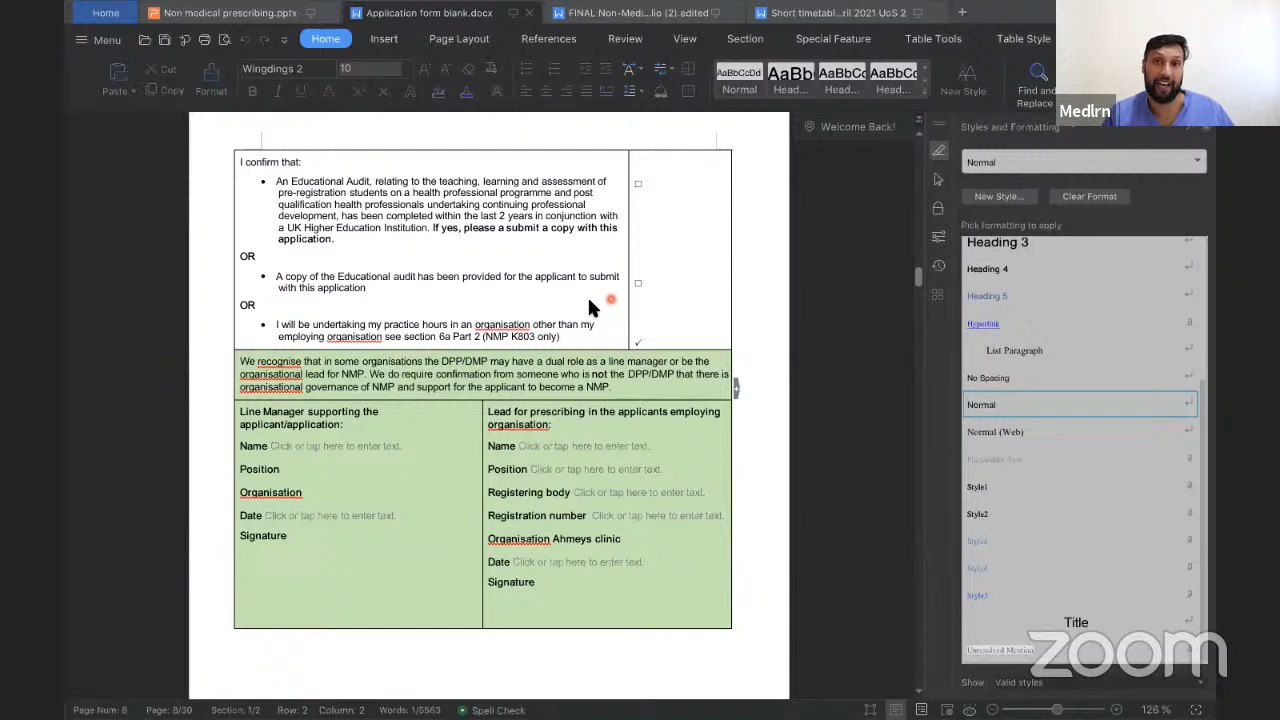 Home
Non medical prescribing.pptx
Application form blank.docx
FINAL Non-Medi...lio (2).edited
Short timetabl...ril 2021 UoS 2
Menu
Home
Insert
Page Layout
References
Review
View
Section
Special Feature
Table Tools
Table Style
Paste
Cut
Copy
Format
Wingdings 2
10
AaBbCcDd
Normal
AaBb(
Head...
AaBbC(
Head...
AaBbC(
Head...
New Style
Find and
Replace
Medlrn
Welcome Back!
I confirm that:
• An Educational Audit, relating to the teaching, learning and assessment of
pre-registration students on a health professional programme and post
qualification health professionals undertaking continuing professional
development, has been completed within the last 2 years in conjunction with
a UK Higher Education Institution. If yes, please a submit a copy with this
application.
OR
• A copy of the Educational audit has been provided for the applicant to submit
with this application
OR
• I will be undertaking my practice hours in an organisation other than my
employing organisation see section 6a Part 2 (NMP K803 only)
We recognise that in some organisations the DPP/DMP may have a dual role as a line manager or be the
organisational lead for NMP. We do require confirmation from someone who is not the DPP/DMP that there is
organisational governance of NMP and support for the applicant to become a NMP.
Line Manager supporting the
applicant/application:
Name Click or tap here to enter text.
Position
Organisation
Date Click or tap here to enter text.
Signature
Lead for prescribing in the applicants employing
organisation:
Name Click or tap here to enter text.
Position Click or tap here to enter text.
Registering body Click or tap here to enter text.
Registration number Click or tap here to enter text.
Organisation Ahmeys clinic
Date Click or tap here to enter text.
Signature
Styles and Formatting
Normal
New Style...
Clear Format
Pick formatting to apply
Heading 3
Heading 4
Heading 5
Hyperlink
List Paragraph
No Spacing
Normal
Normal (Web)
Placeholder Text
Style1
Style2
Style3
Style4
Style5
Title
Unresolved Mention
Show:
Valid styles
zoom
Page Num: 8
Page: 8/30
Section: 1/2
Row: 2
Column: 2
Words: 1/5563
Spell Check
126 %